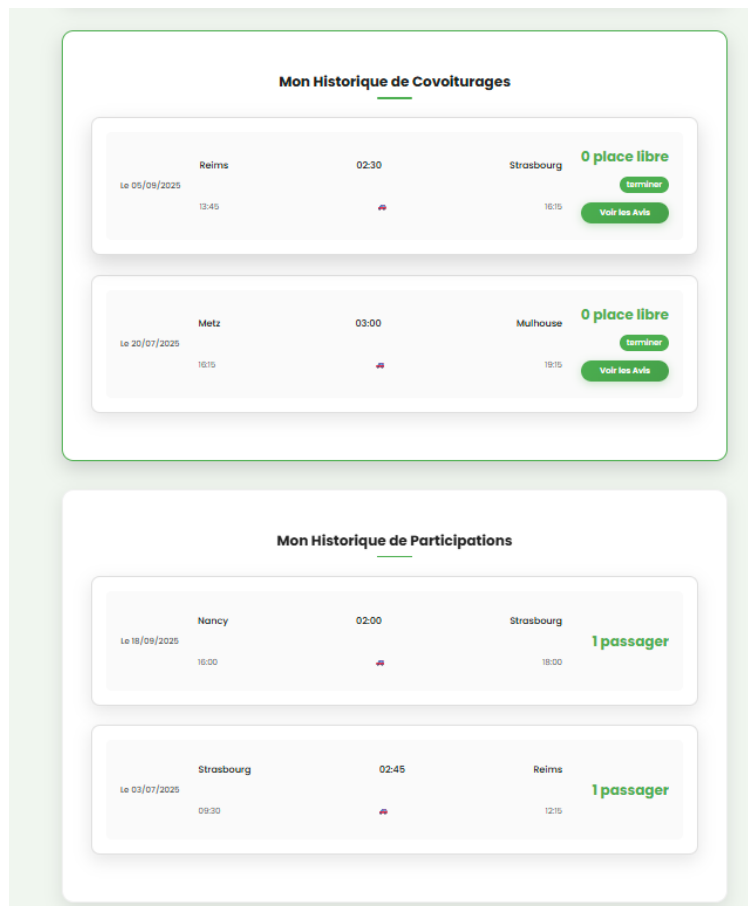 Mon Historique de Covoiturages
Le 05/09/2025
Reims 02:30 Strasbourg
13:45 16:15
0 place libre
terminer
Voir les Avis
Le 20/07/2025
Metz 03:00 Mulhouse
16:15 19:15
0 place libre
terminer
Voir les Avis
Mon Historique de Participations
Le 18/09/2025
Nancy 02:00 Strasbourg
16:00 18:00
1 passager
Le 03/07/2025
Strasbourg 02:45 Reims
09:30 12:15
1 passager